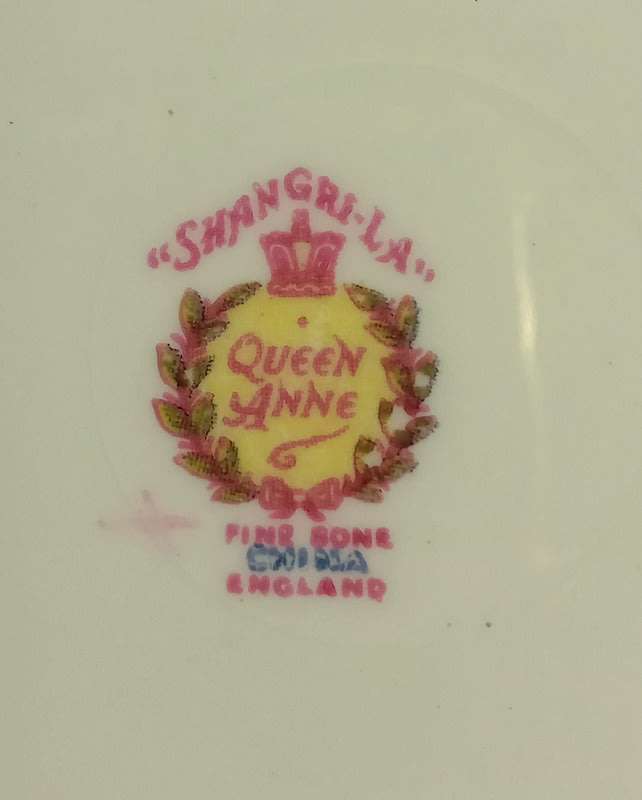 "SHANGRI-LA"
QUEEN
ANNE
FINE BONE
CHINA
ENGLAND